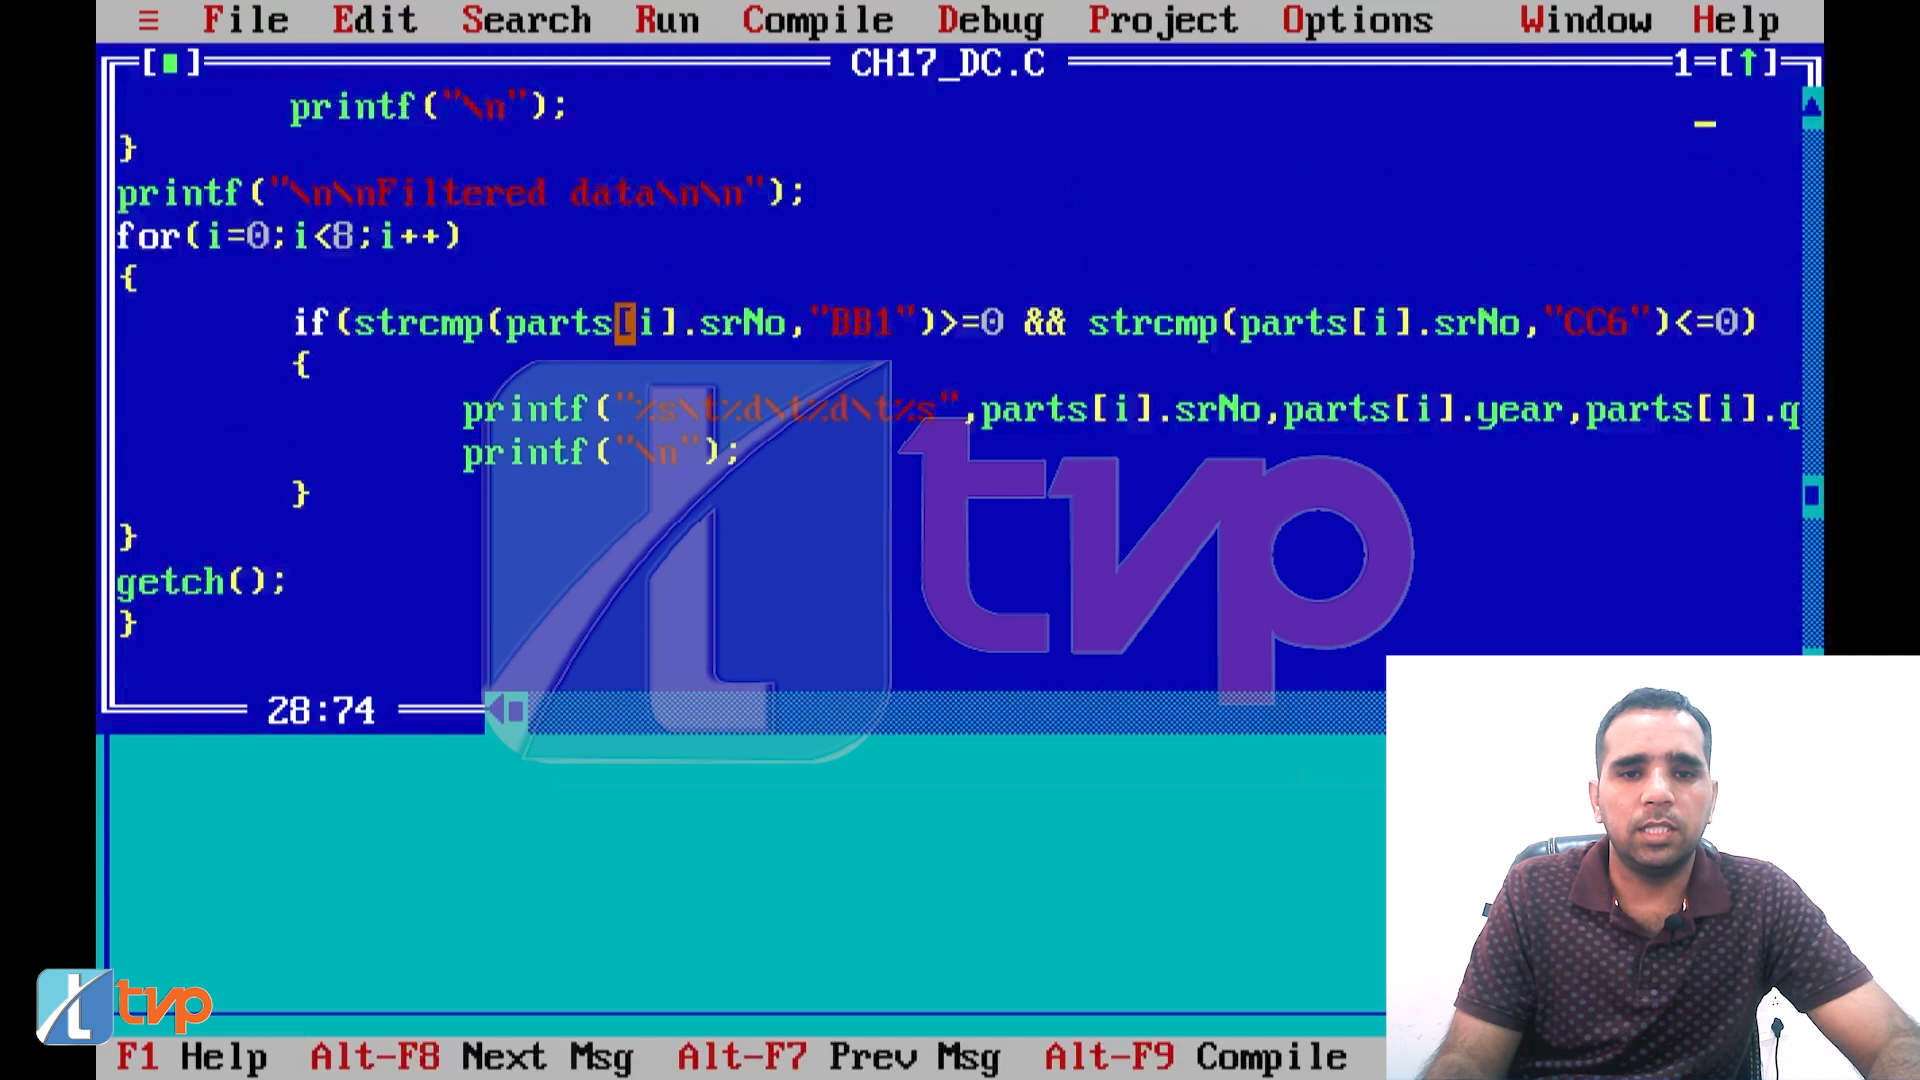 ≡ File Edit Search Run Compile Debug Project Options Window Help
[■] CH17_DC.C 1=[↑]
printf("\n");
}
printf("\n\nFiltered data\n\n");
for(i=0;i<8;i++)
{
if(strcmp(parts[i].srNo,"BB1")>=0 && strcmp(parts[i].srNo,"CC6")<=0)
{
printf("%s\t%d\t%d\t%s",parts[i].srNo,parts[i].year,parts[i].q
printf("\n");
}
}
getch();
}
28:74
tvp
tvp
F1 Help Alt-F8 Next Msg Alt-F7 Prev Msg Alt-F9 Compile